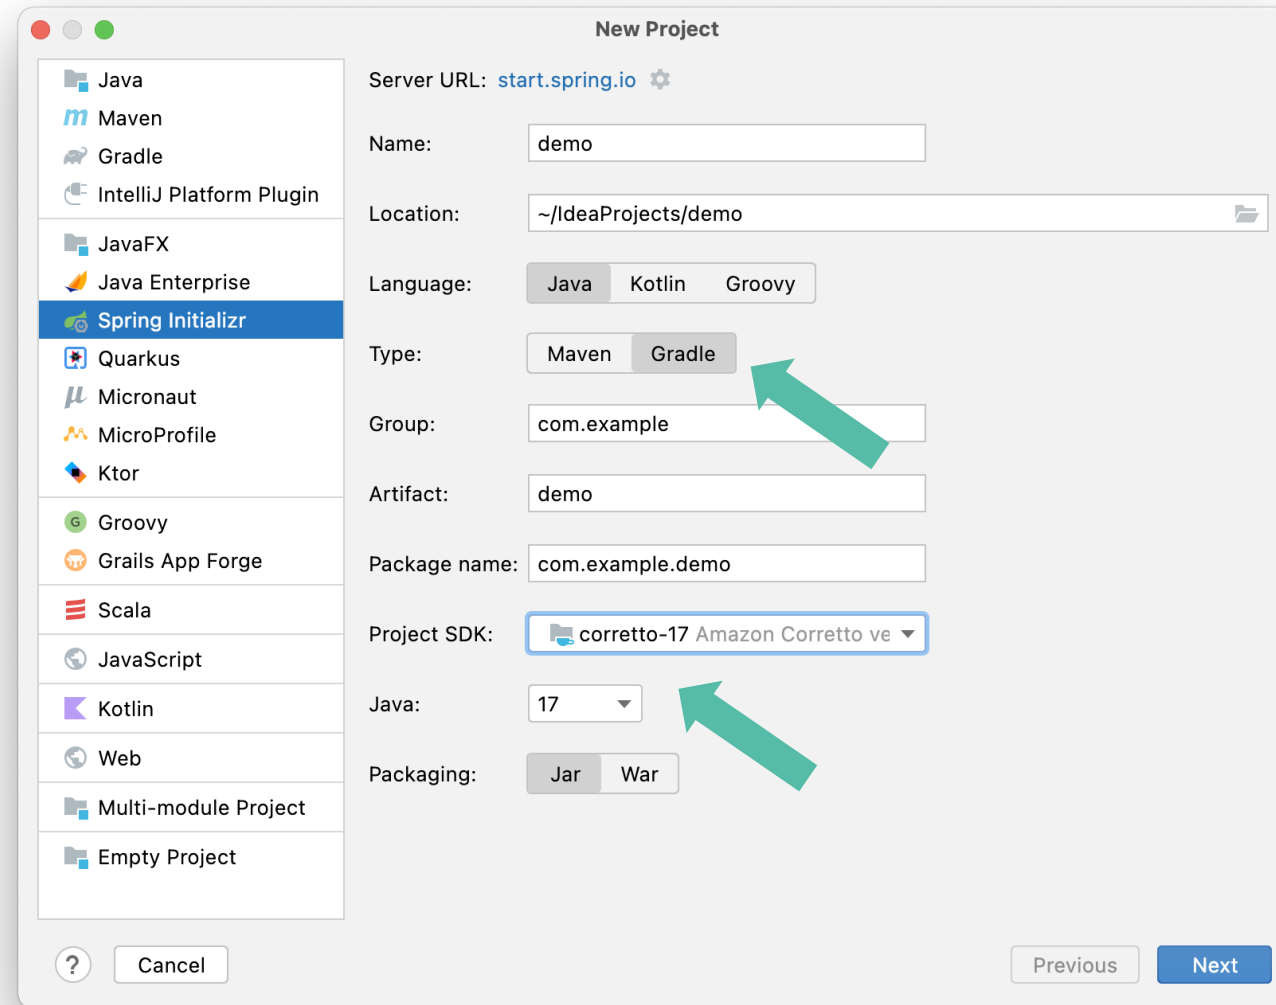 New Project
Java
Maven
Gradle
IntelliJ Platform Plugin
JavaFX
Java Enterprise
Spring Initializr
Quarkus
Micronaut
MicroProfile
Ktor
Groovy
Grails App Forge
Scala
JavaScript
Kotlin
Web
Multi-module Project
Empty Project
Server URL: start.spring.io
Name: demo
Location: ~/IdeaProjects/demo
Language: Java Kotlin Groovy
Type: Maven Gradle
Group: com.example
Artifact: demo
Package name: com.example.demo
Project SDK: corretto-17 Amazon Corretto ve
Java: 17
Packaging: Jar War
? Cancel Previous Next